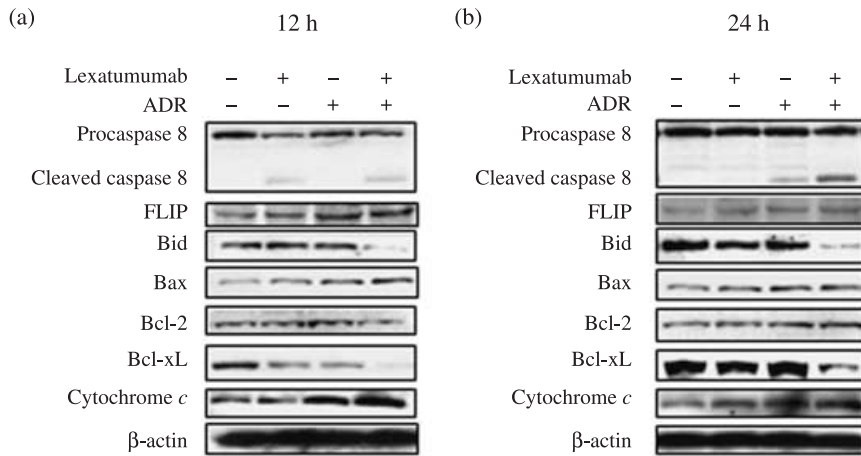 (a)
12 h
Lexatumumab – + – +
ADR – – + +
Procaspase 8
Cleaved caspase 8
FLIP
Bid
Bax
Bcl-2
Bcl-xL
Cytochrome c
β-actin
(b)
24 h
Lexatumumab – + – +
ADR – – + +
Procaspase 8
Cleaved caspase 8
FLIP
Bid
Bax
Bcl-2
Bcl-xL
Cytochrome c
β-actin